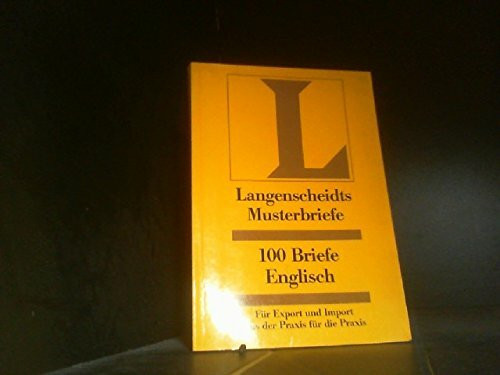 L
Langenscheidts
Musterbriefe
100 Briefe
Englisch
Für Export und Import
der Praxis für die Praxis